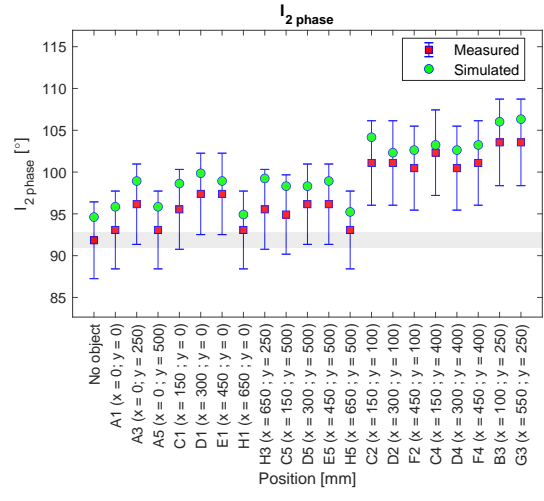 I2 phase
115
110
105
100
95
90
85
I2 phase [°]
Measured
Simulated
No object
A1 (x = 0; y = 0)
A3 (x = 0; y = 250)
A5 (x = 0 ; y = 500)
C1 (x = 150 ; y = 0)
D1 (x = 300 ; y = 0)
E1 (x = 450 ; y = 0)
H1 (x = 650 ; y = 0)
H3 (x = 650 ; y = 250)
C5 (x = 150 ; y = 500)
D5 (x = 300 ; y = 500)
E5 (x = 450 ; y = 500)
H5 (x = 650 ; y = 500)
C2 (x = 150 ; y = 100)
D2 (x = 300 ; y = 100)
F2 (x = 450 ; y = 100)
C4 (x = 150 ; y = 400)
D4 (x = 300 ; y = 400)
F4 (x = 450 ; y = 400)
B3 (x = 100 ; y = 250)
G3 (x = 550 ; y = 250)
Position [mm]